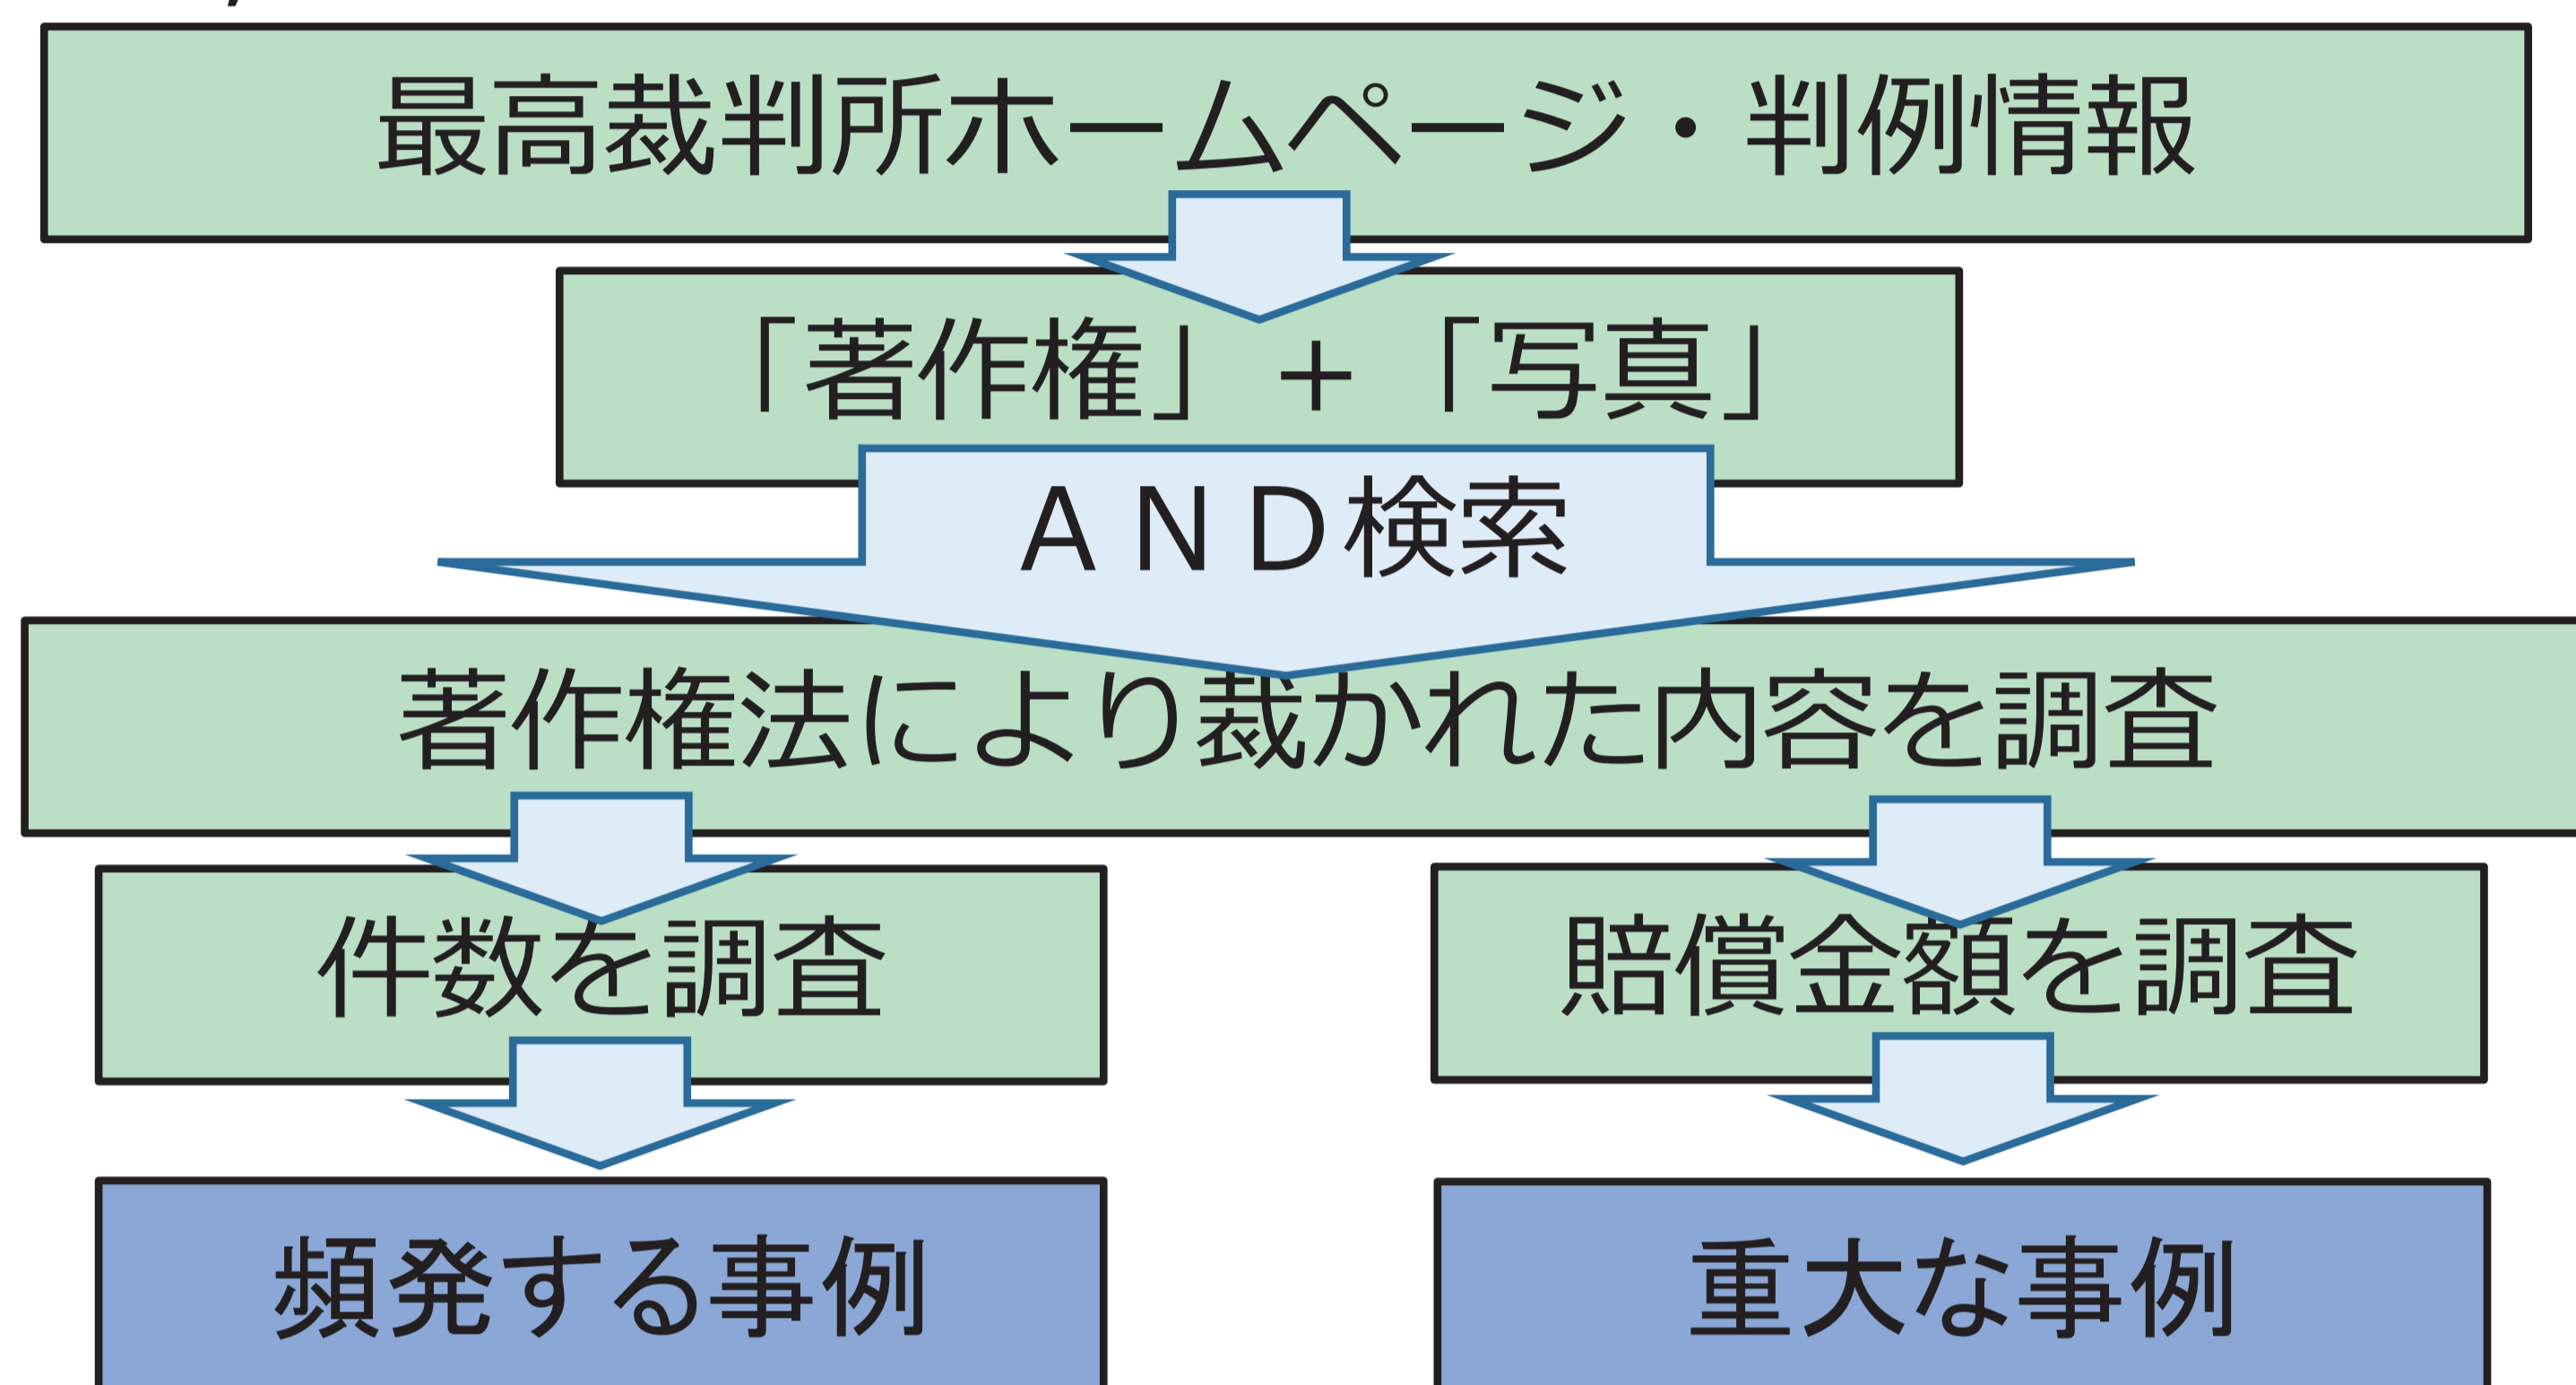 最高裁判所ホームページ・判例情報
「著作権」 + 「写真」
ＡＮＤ検索
著作権法により裁かれた内容を調査
件数を調査
賠償金額を調査
頻発する事例
重大な事例